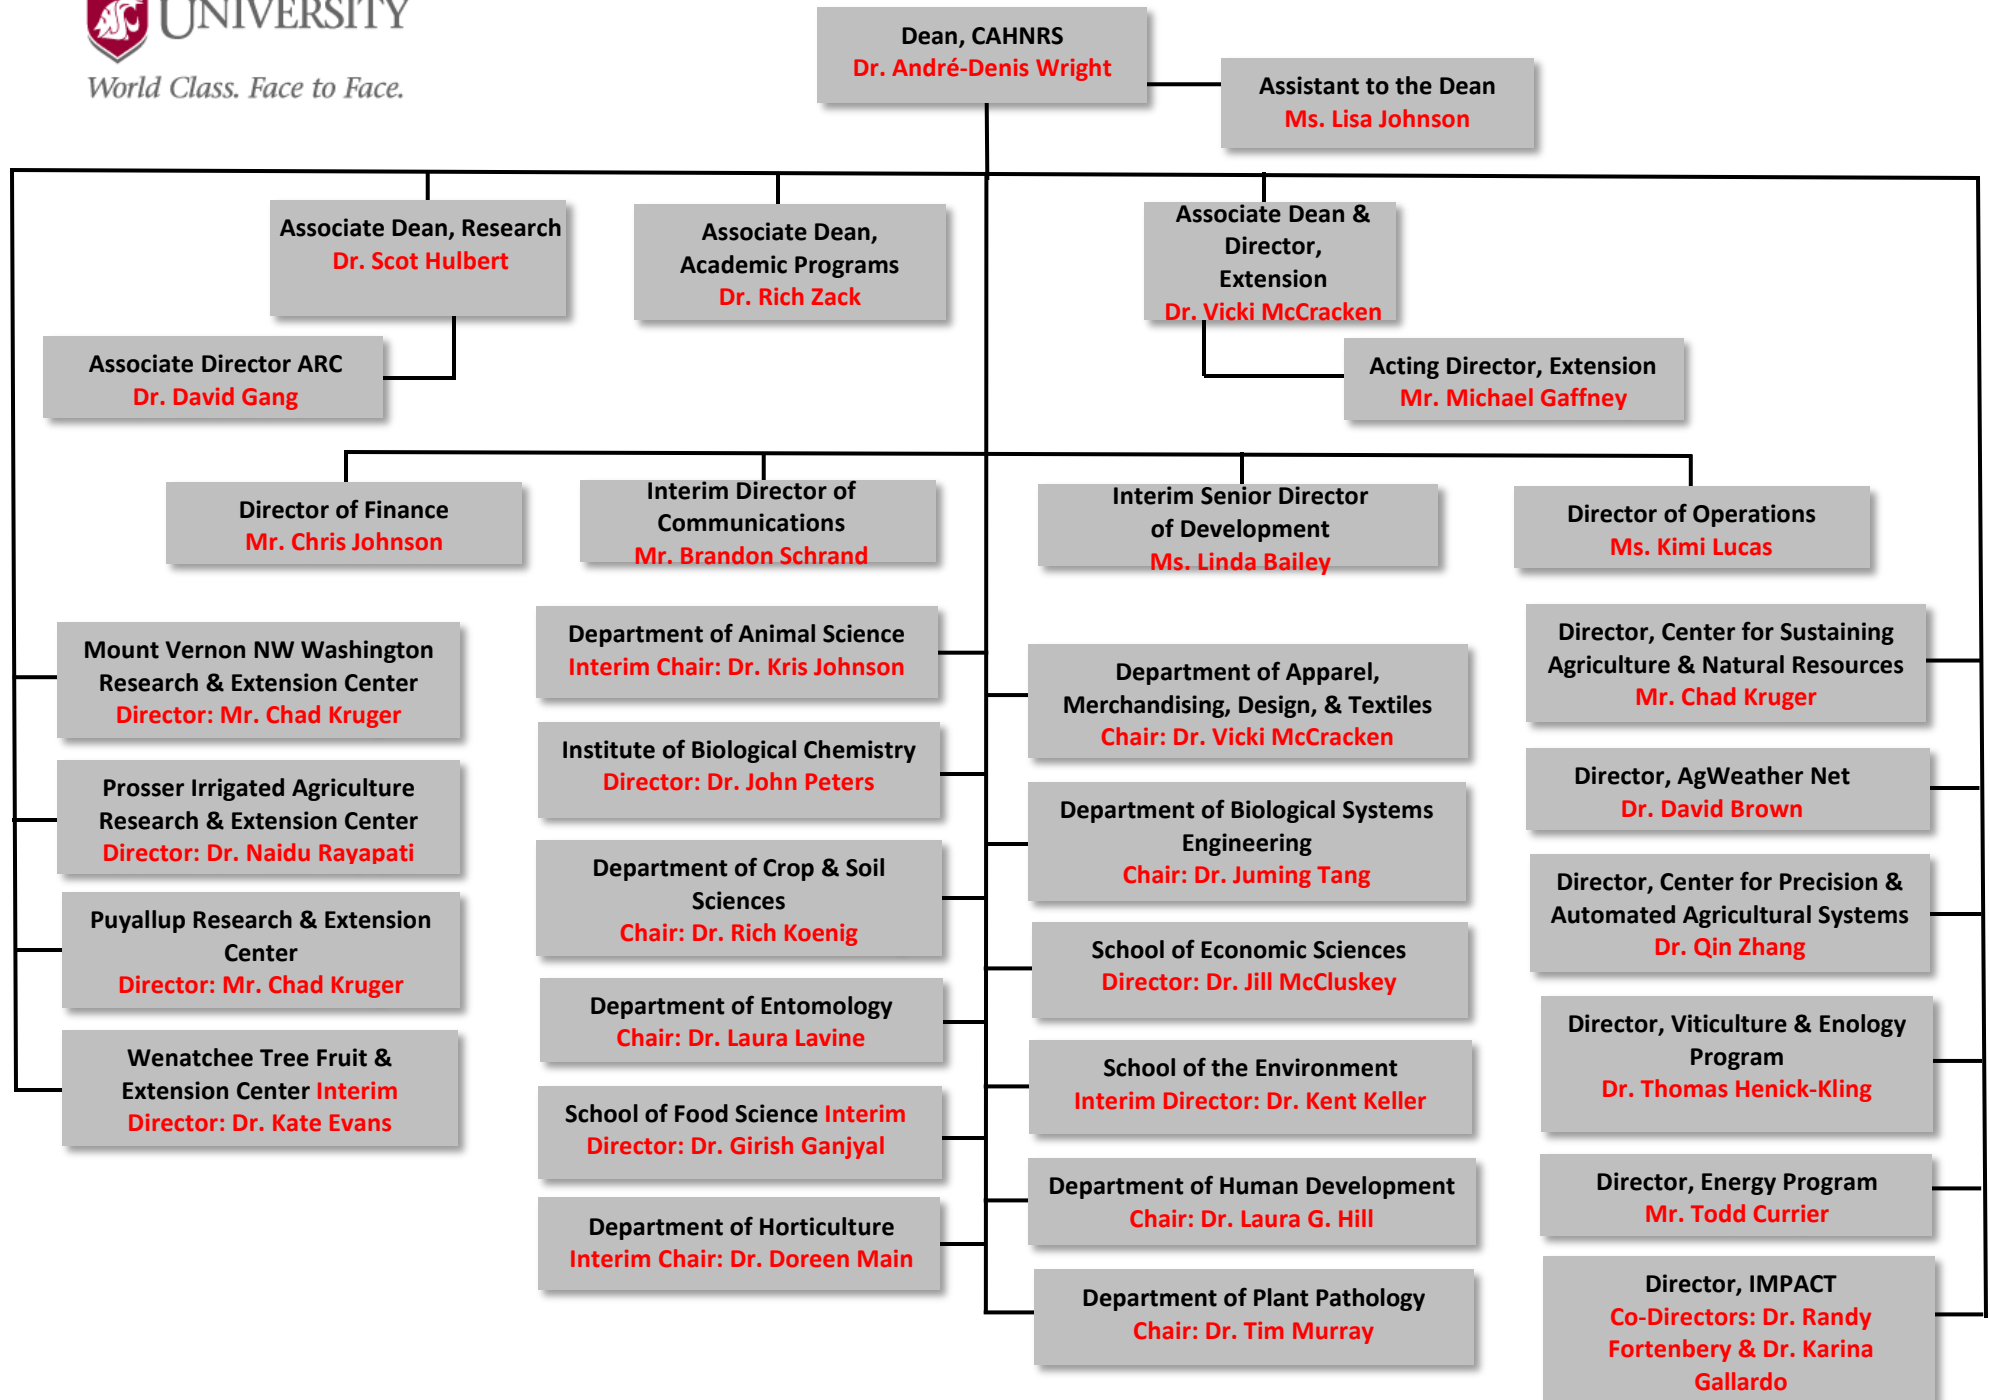 UNIVERSITY
World Class. Face to Face.
Dean, CAHNRS
Dr. André-Denis Wright
Assistant to the Dean
Ms. Lisa Johnson
Associate Dean, Research
Dr. Scot Hulbert
Associate Dean,
Academic Programs
Dr. Rich Zack
Associate Dean &
Director,
Extension
Dr. Vicki McCracken
Associate Director ARC
Dr. David Gang
Acting Director, Extension
Mr. Michael Gaffney
Director of Finance
Mr. Chris Johnson
Interim Director of
Communications
Mr. Brandon Schrand
Interim Senior Director
of Development
Ms. Linda Bailey
Director of Operations
Ms. Kimi Lucas
Mount Vernon NW Washington
Research & Extension Center
Director: Mr. Chad Kruger
Prosser Irrigated Agriculture
Research & Extension Center
Director: Dr. Naidu Rayapati
Puyallup Research & Extension
Center
Director: Mr. Chad Kruger
Wenatchee Tree Fruit &
Extension Center Interim
Director: Dr. Kate Evans
Department of Animal Science
Interim Chair: Dr. Kris Johnson
Institute of Biological Chemistry
Director: Dr. John Peters
Department of Crop & Soil
Sciences
Chair: Dr. Rich Koenig
Department of Entomology
Chair: Dr. Laura Lavine
School of Food Science Interim
Director: Dr. Girish Ganjyal
Department of Horticulture
Interim Chair: Dr. Doreen Main
Department of Apparel,
Merchandising, Design, & Textiles
Chair: Dr. Vicki McCracken
Department of Biological Systems
Engineering
Chair: Dr. Juming Tang
School of Economic Sciences
Director: Dr. Jill McCluskey
School of the Environment
Interim Director: Dr. Kent Keller
Department of Human Development
Chair: Dr. Laura G. Hill
Department of Plant Pathology
Chair: Dr. Tim Murray
Director, Center for Sustaining
Agriculture & Natural Resources
Mr. Chad Kruger
Director, AgWeather Net
Dr. David Brown
Director, Center for Precision &
Automated Agricultural Systems
Dr. Qin Zhang
Director, Viticulture & Enology
Program
Dr. Thomas Henick-Kling
Director, Energy Program
Mr. Todd Currier
Director, IMPACT
Co-Directors: Dr. Randy
Fortenbery & Dr. Karina
Gallardo